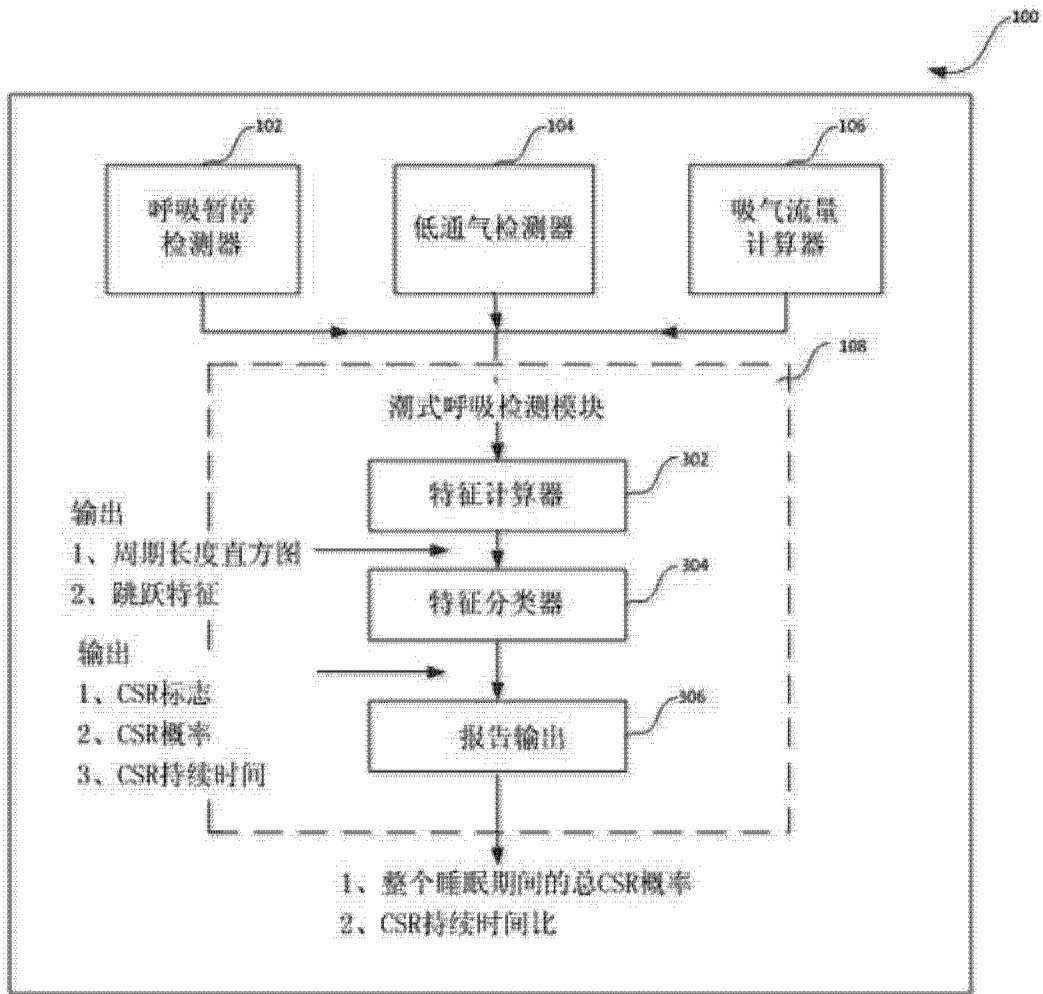 100
102
104
106
呼吸暂停
检测器
低通气检测器
吸气流量
计算器
108
潮式呼吸检测模块
302
特征计算器
输出
1、周期长度直方图
2、跳跃特征
304
特征分类器
输出
1、CSR标志
2、CSR概率
3、CSR持续时间
306
报告输出
1、整个睡眠期间的总CSR概率
2、CSR持续时间比